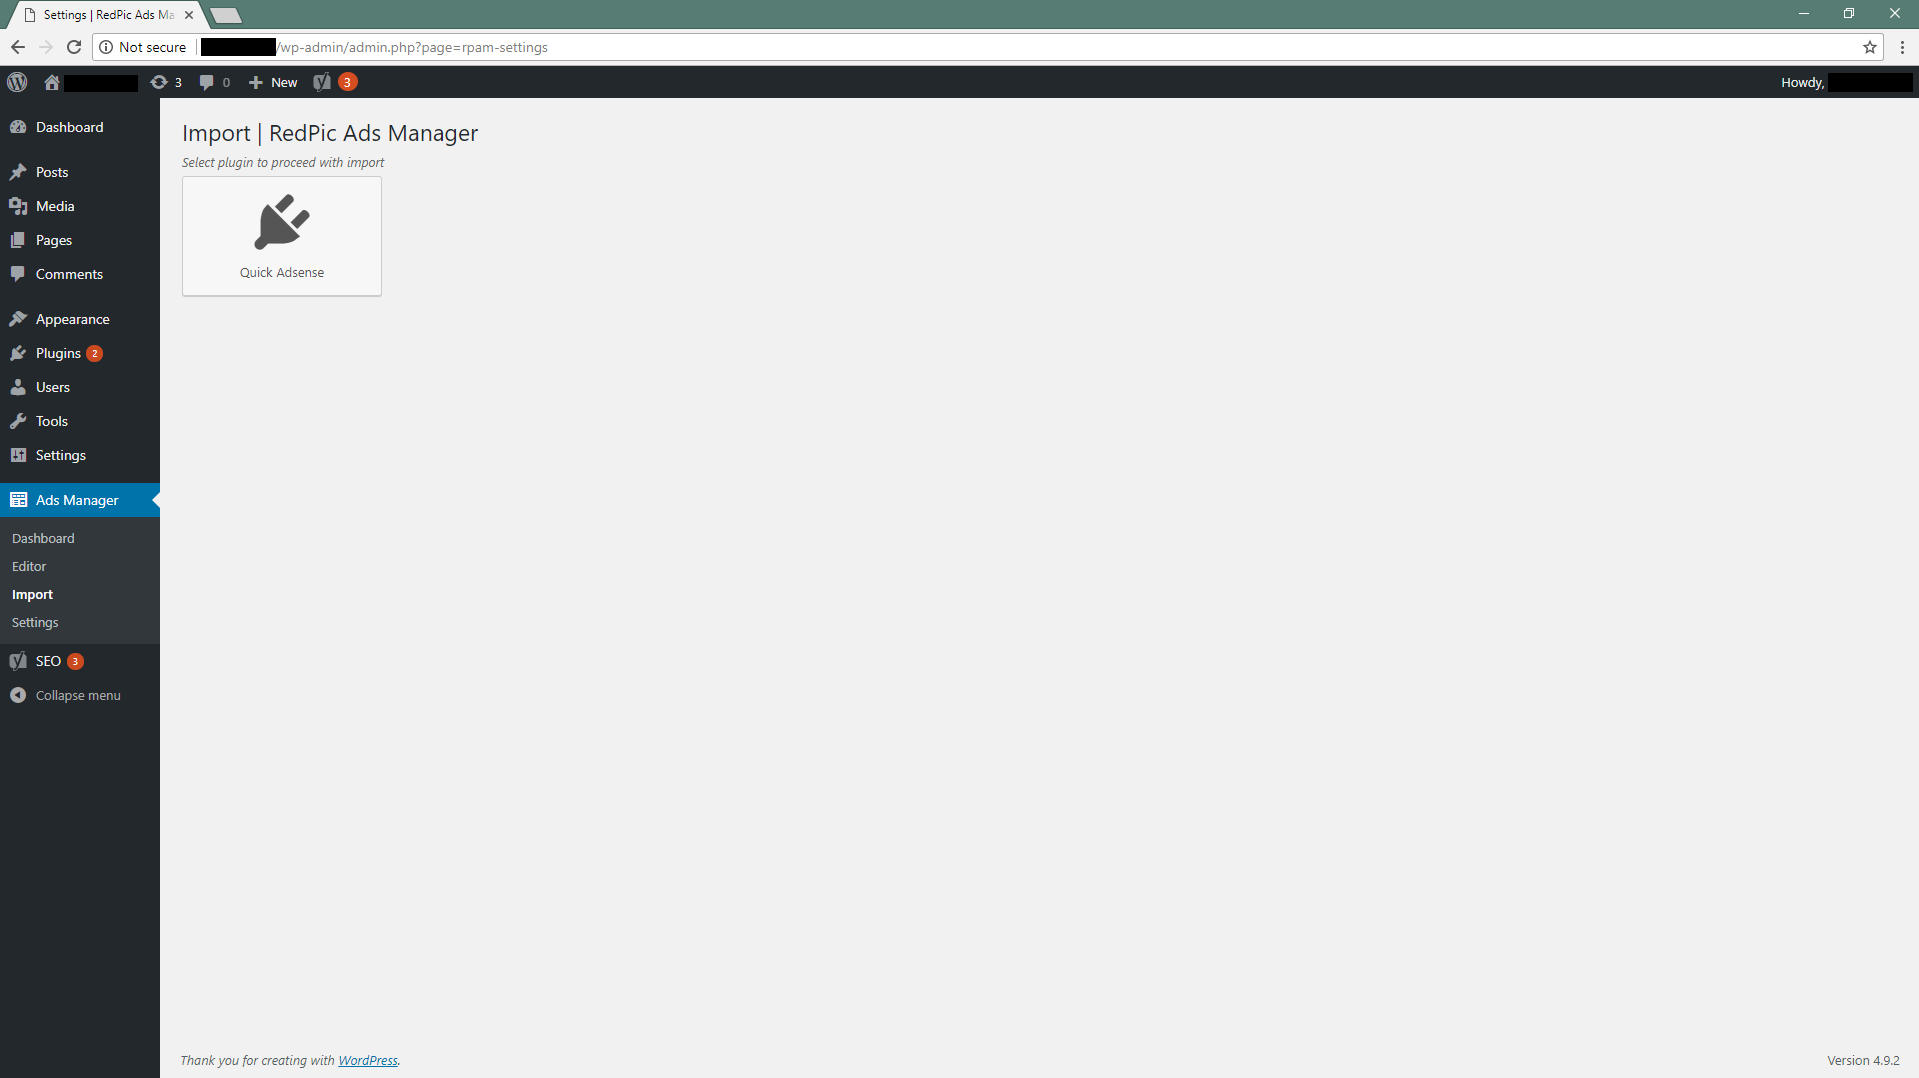 Settings | RedPic Ads Ma
Not secure
/wp-admin/admin.php?page=rpam-settings
3
0
New
3
Howdy,
Dashboard
Posts
Media
Pages
Comments
Appearance
Plugins 2
Users
Tools
Settings
Ads Manager
Dashboard
Editor
Import
Settings
SEO 3
Collapse menu
Import | RedPic Ads Manager
Select plugin to proceed with import
Quick Adsense
Thank you for creating with WordPress.
Version 4.9.2